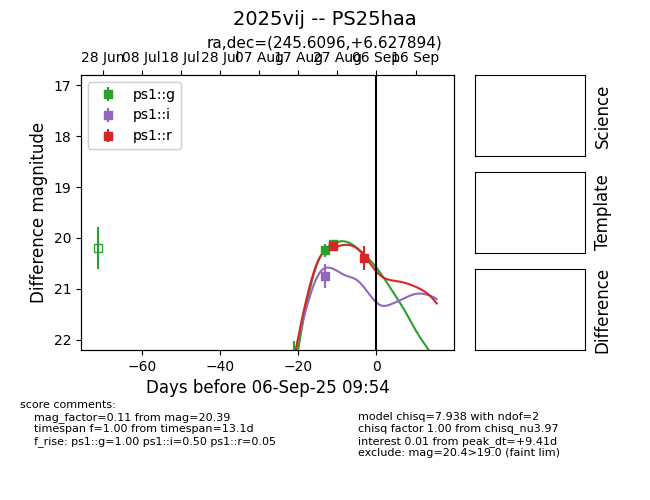 2025vij -- PS25haa
ra,dec=(245.6096,+6.627894)
28 Jun 08 Jul 18 Jul 28 Jul 07 Aug 17 Aug 27 Aug 06 Sep 16 Sep
17
18
19
20
21
22
Difference magnitude
ps1::g
ps1::i
ps1::r
−60 −40 −20 0
Days before 06-Sep-25 09:54
Science
Template
Difference
score comments:
mag_factor=0.11 from mag=20.39
timespan f=1.00 from timespan=13.1d
f_rise: ps1::g=1.00 ps1::i=0.50 ps1::r=0.05
model chisq=7.938 with ndof=2
chisq factor 1.00 from chisq_nu3.97
interest 0.01 from peak_dt=+9.41d
exclude: mag=20.4>19.0 (faint lim)